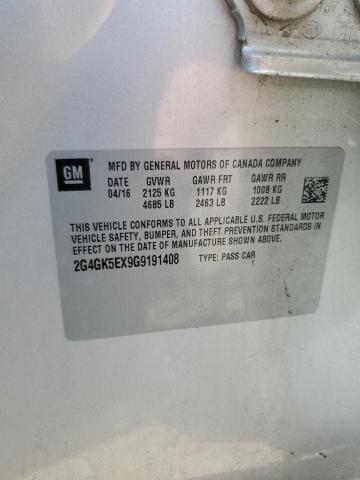 GM
MFD BY GENERAL MOTORS OF CANADA COMPANY
DATE GVWR GAWR FRT GAWR RR
04/16 2125 KG 1117 KG 1008 KG
4685 LB 2463 LB 2222 LB
THIS VEHICLE CONFORMS TO ALL APPLICABLE U.S. FEDERAL MOTOR
VEHICLE SAFETY, BUMPER, AND THEFT PREVENTION STANDARDS IN
EFFECT ON THE DATE OF MANUFACTURE SHOWN ABOVE.
2G4GK5EX9G9191408 TYPE: PASS CAR